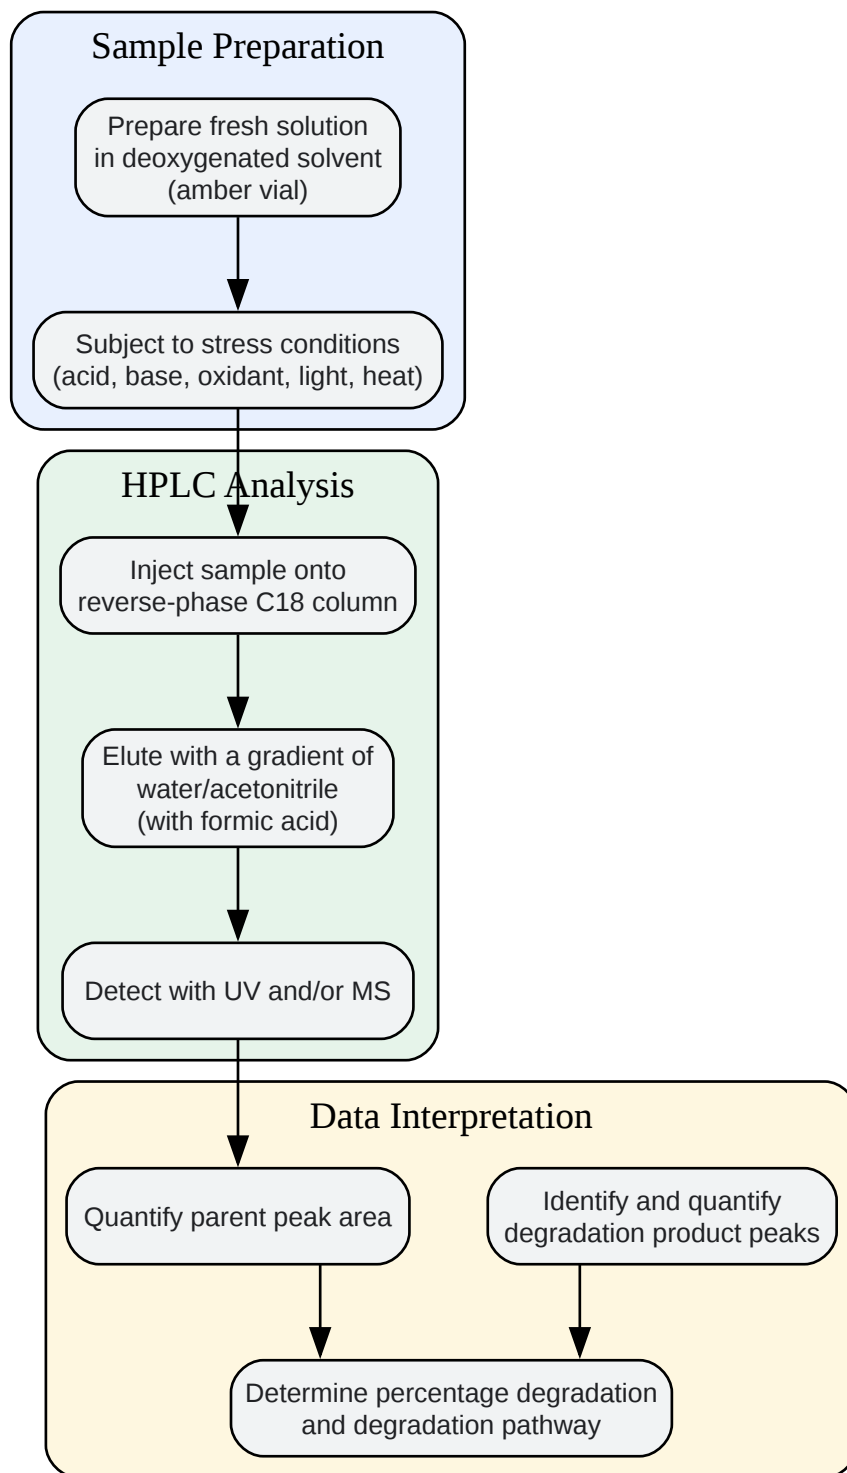 Sample Preparation
Prepare fresh solution
in deoxygenated solvent
(amber vial)
Subject to stress conditions
(acid, base, oxidant, light, heat)
HPLC Analysis
Inject sample onto
reverse-phase C18 column
Elute with a gradient of
water/acetonitrile
(with formic acid)
Detect with UV and/or MS
Data Interpretation
Quantify parent peak area
Identify and quantify
degradation product peaks
Determine percentage degradation
and degradation pathway